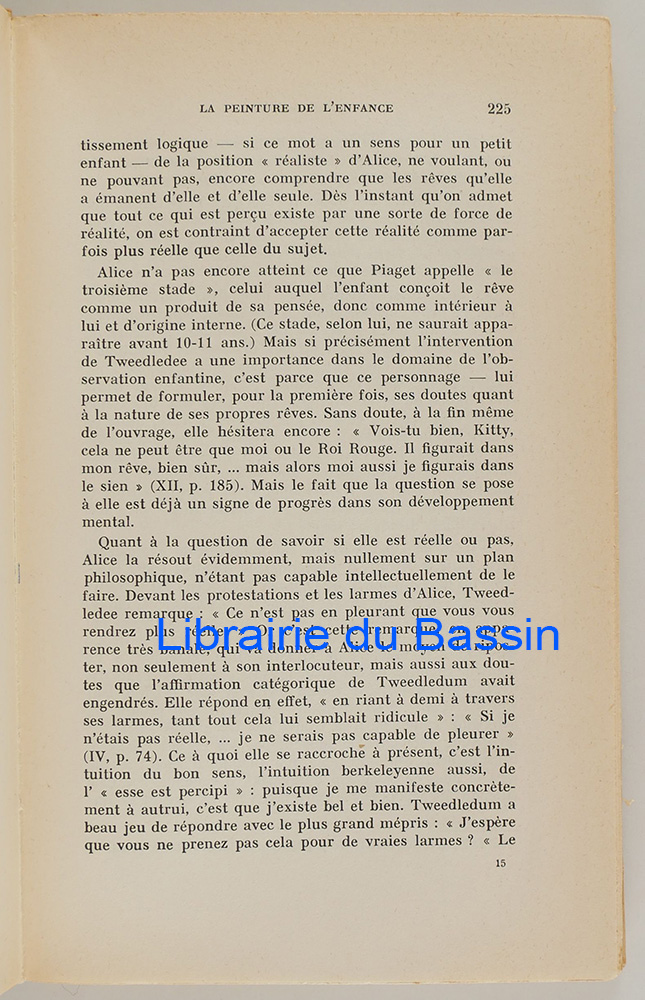 LA PEINTURE DE L'ENFANCE 225
tissement logique — si ce mot a un sens pour un petit
enfant — de la position « réaliste » d'Alice, ne voulant, ou
ne pouvant pas, encore comprendre que les rêves qu'elle
a émanent d'elle et d'elle seule. Dès l'instant qu'on admet
que tout ce qui est perçu existe par une sorte de force de
réalité, on est contraint d'accepter cette réalité comme par-
fois plus réelle que celle du sujet.
Alice n'a pas encore atteint ce que Piaget appelle « le
troisième stade », celui auquel l'enfant conçoit le rêve
comme un produit de sa pensée, donc comme intérieur à
lui et d'origine interne. (Ce stade, selon lui, ne saurait appa-
raître avant 10-11 ans.) Mais si précisément l'intervention
de Tweedledee a une importance dans le domaine de l'ob-
servation enfantine, c'est parce que ce personnage — lui
permet de formuler, pour la première fois, ses doutes quant
à la nature de ses propres rêves. Sans doute, à la fin même
de l'ouvrage, elle hésitera encore : « Vois-tu bien, Kitty,
cela ne peut être que moi ou le Roi Rouge. Il figurait dans
mon rêve, bien sûr, ... mais alors moi aussi je figurais dans
le sien » (XII, p. 185). Mais le fait que la question se pose
à elle est déjà un signe de progrès dans son développement
mental.
Quant à la question de savoir si elle est réelle ou pas,
Alice la résout évidemment, mais nullement sur un plan
philosophique, n'étant pas capable intellectuellement de le
faire. Devant les protestations et les larmes d'Alice, Tweed-
ledee remarque : « Ce n'est pas en pleurant que vous vous
rendrez plus réelle ». Or c'est cette remarque, en appa-
rence très banale, qui va donner à Alice le moyen de ripos-
ter, non seulement à son interlocuteur, mais aussi aux dou-
tes que l'affirmation catégorique de Tweedledum avait
engendrés. Elle répond en effet, « en riant à demi à travers
ses larmes, tant tout cela lui semblait ridicule » : « Si je
n'étais pas réelle, ... je ne serais pas capable de pleurer »
(IV, p. 74). Ce à quoi elle se raccroche à présent, c'est l'in-
tuition du bon sens, l'intuition berkeleyenne aussi, de
l' « esse est percipi » : puisque je me manifeste concrète-
ment à autrui, c'est que j'existe bel et bien. Tweedledum a
beau jeu de répondre avec le plus grand mépris : « J'espère
que vous ne prenez pas cela pour de vraies larmes ? « Le
15
Librairie du Bassin